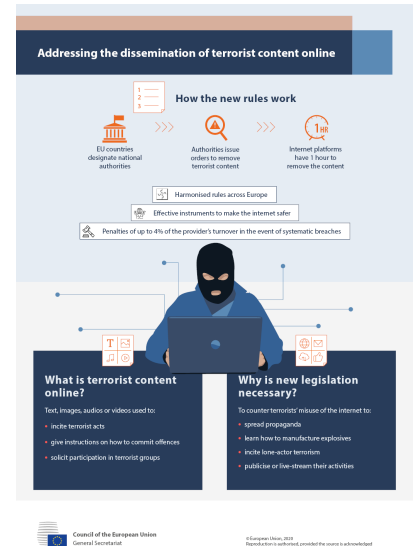 Addressing the dissemination of terrorist content online
1
2
3
How the new rules work
1 HR
EU countries
designate national
authorities
Authorities issue
orders to remove
terrorist content
Internet platforms
have 1 hour to
remove the content
Harmonised rules across Europe
Effective instruments to make the internet safer
Penalties of up to 4% of the provider's turnover in the event of systematic breaches
T
What is terrorist content
online?
Text, images, audios or videos used to:
• incite terrorist acts
• give instructions on how to commit offences
• solicit participation in terrorist groups
Why is new legislation
necessary?
To counter terrorists' misuse of the internet to:
• spread propaganda
• learn how to manufacture explosives
• incite lone-actor terrorism
• publicise or live-stream their activities
Council of the European Union
General Secretariat
© European Union, 2023
Reproduction is authorised, provided the source is acknowledged